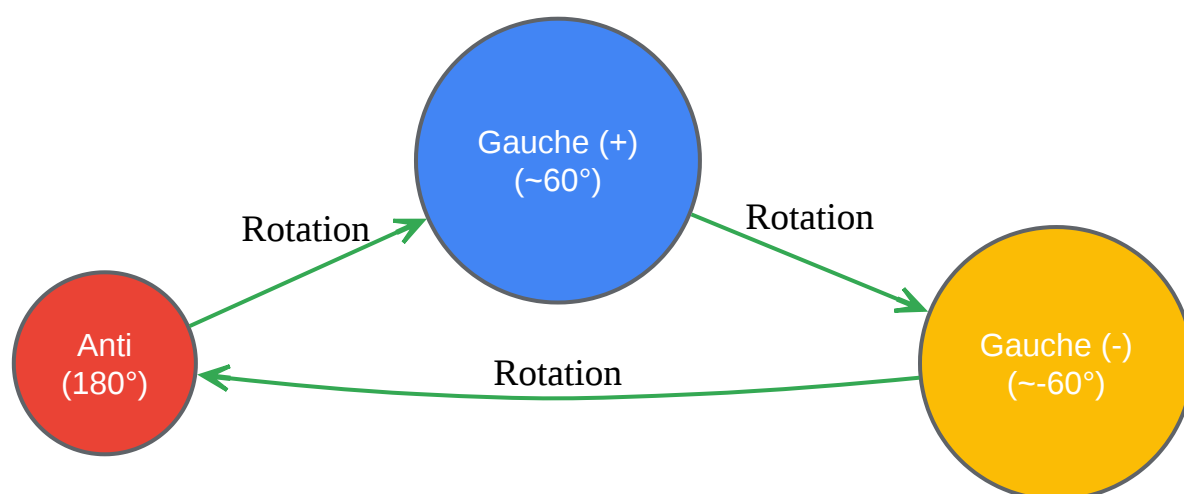 Gauche (+)
(~60°)
Rotation
Rotation
Anti
(180°)
Gauche (-)
(~-60°)
Rotation